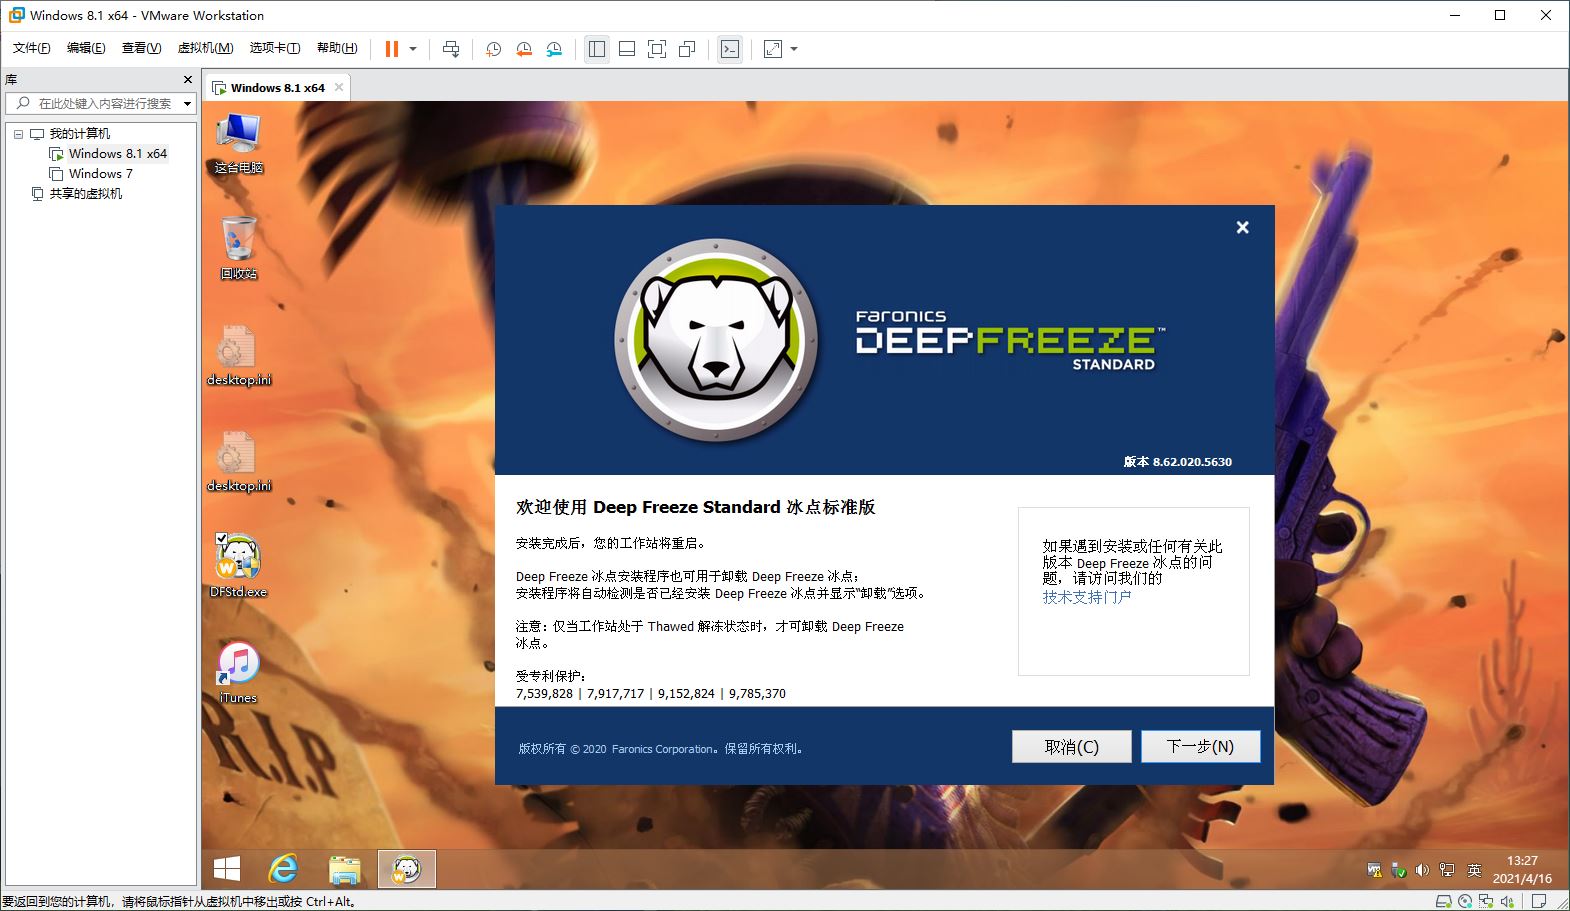 Windows 8.1 x64 - VMware Workstation
文件(F) 编辑(E) 查看(V) 虚拟机(M) 选项卡(T) 帮助(H)
库
在此处键入内容进行搜索
我的计算机
Windows 8.1 x64
Windows 7
共享的虚拟机
Windows 8.1 x64
这台电脑
回收站
desktop.ini
desktop.ini
DFStd.exe
iTunes
R.I.P
FARONICS
DEEPFREEZE™
STANDARD
版本 8.62.020.5630
欢迎使用 Deep Freeze Standard 冰点标准版
安装完成后，您的工作站将重启。
Deep Freeze 冰点安装程序也可用于卸载 Deep Freeze 冰点；
安装程序将自动检测是否已经安装 Deep Freeze 冰点并显示“卸载”选项。
注意：仅当工作站处于 Thawed 解冻状态时，才可卸载 Deep Freeze
冰点。
受专利保护：
7,539,828 | 7,917,717 | 9,152,824 | 9,785,370
如果遇到安装或任何有关此
版本 Deep Freeze 冰点的问
题，请访问我们的
技术支持门户
版权所有 © 2020 Faronics Corporation。保留所有权利。
取消(C)
下一步(N)
英
13:27
2021/4/16
要返回到您的计算机，请将鼠标指针从虚拟机中移出或按 Ctrl+Alt。